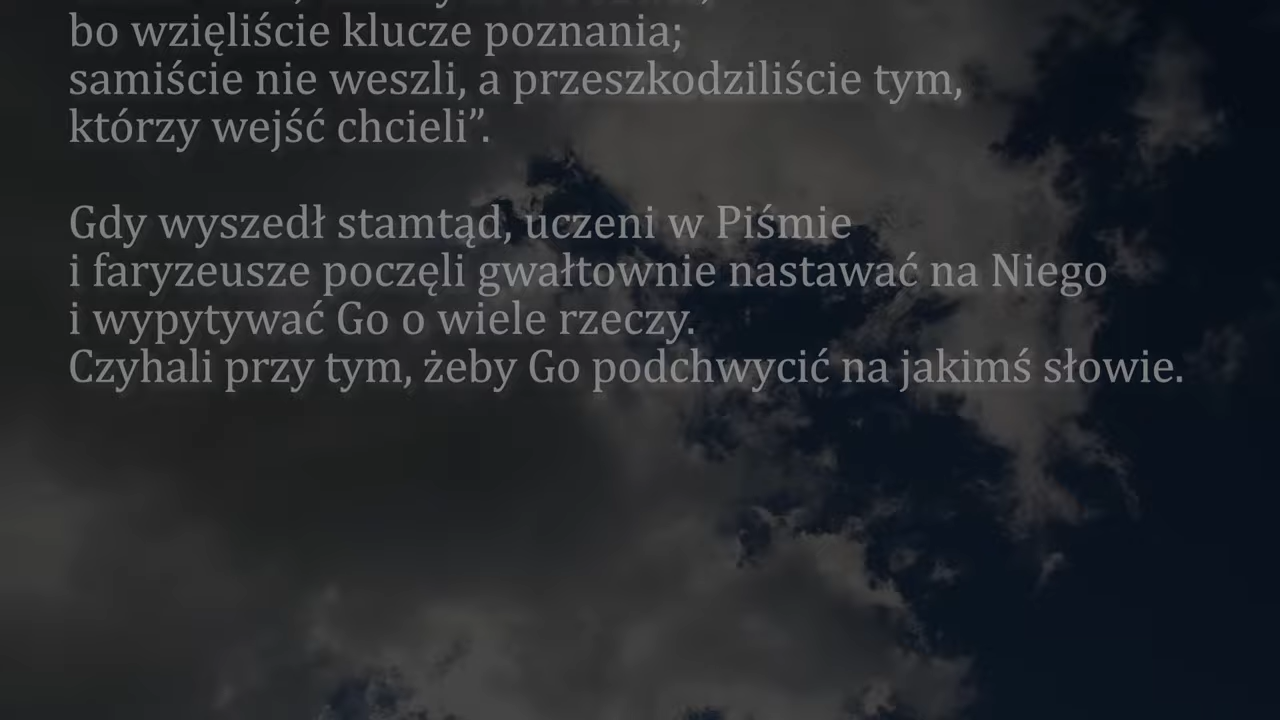 bo wzięliście klucze poznania;
samiście nie weszli, a przeszkodziliście tym,
którzy wejść chcieli”.
Gdy wyszedł stamtąd, uczeni w Piśmie
i faryzeusze poczęli gwałtownie nastawać na Niego
i wypytywać Go o wiele rzeczy.
Czyhali przy tym, żeby Go podchwycić na jakimś słowie.